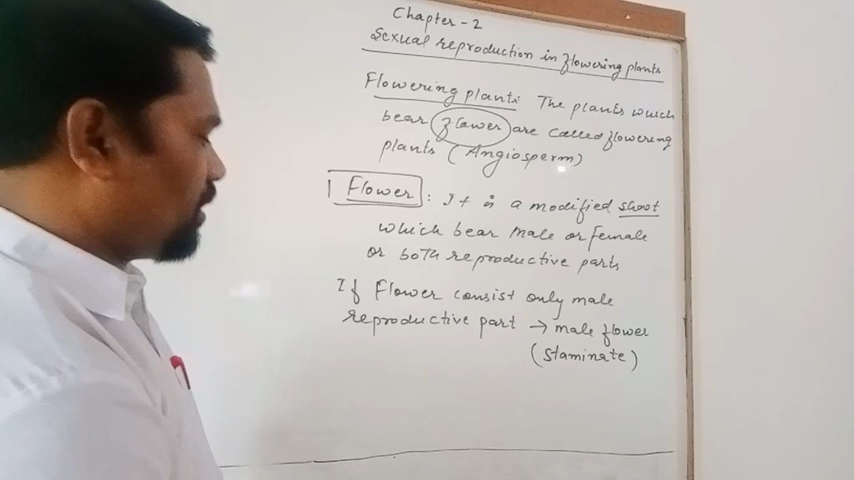 Chapter - 2
Sexual reproduction in flowering plants
Flowering plants: The plants which
bear flower are called flowering
plants (Angiosperm)
1 Flower : It is a modified shoot
which bear male or female
or both reproductive parts
If Flower consist only male
reproductive part → male flower
(staminate)